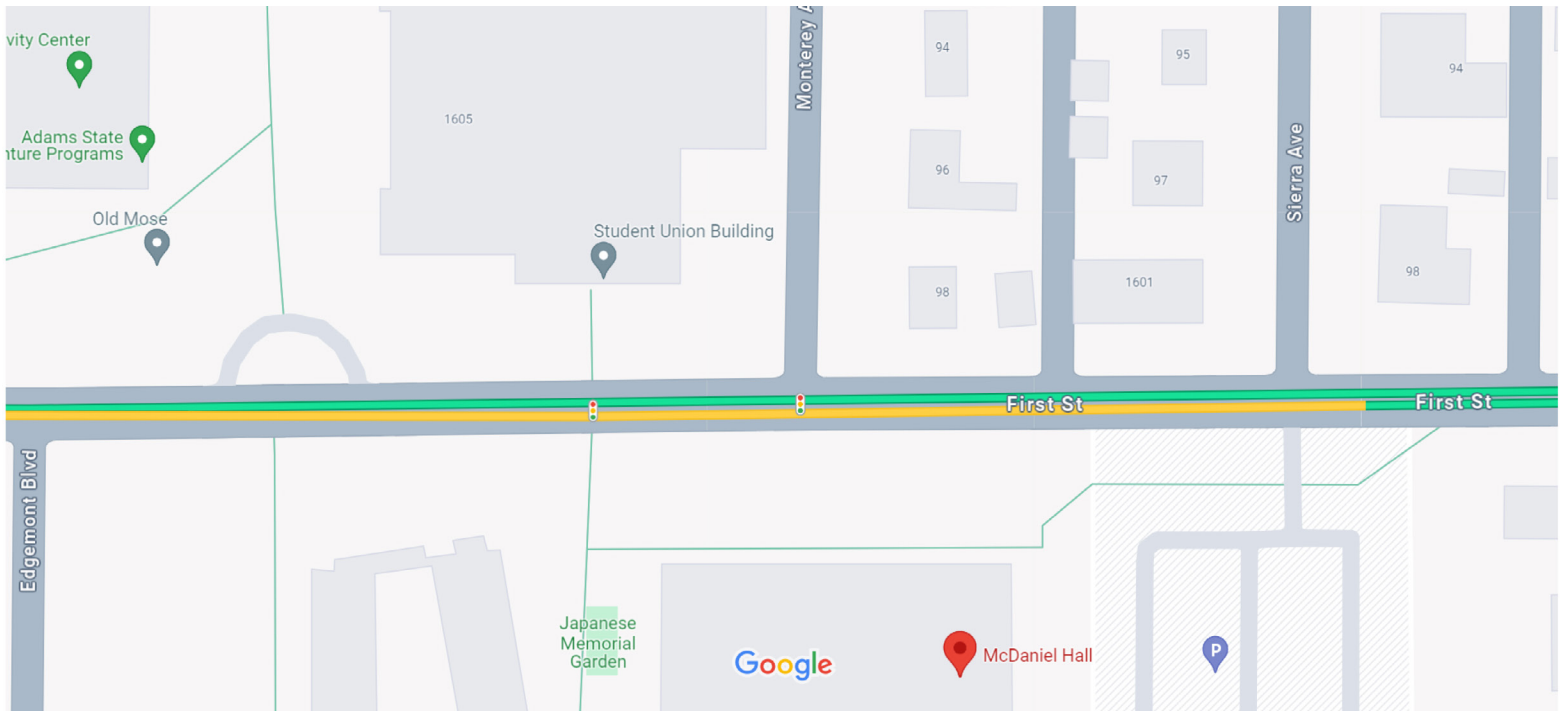 vity Center
Adams State
nture Programs
Old Mose
1605
Student Union Building
Monterey A
94
96
98
95
97
1601
Sierra Ave
94
98
First St
First St
Edgemont Blvd
Japanese
Memorial
Garden
Google
McDaniel Hall
P